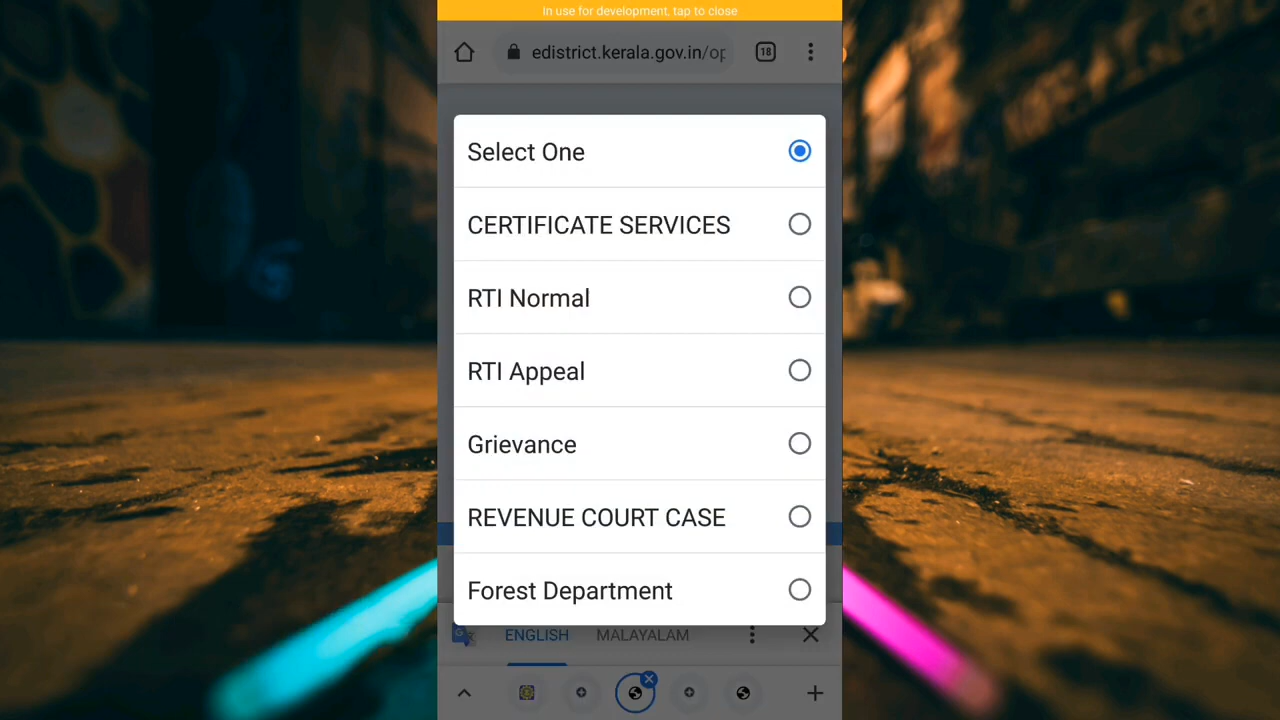 In use for development, tap to close
edistrict.kerala.gov.in/op
18
Select One
CERTIFICATE SERVICES
RTI Normal
RTI Appeal
Grievance
REVENUE COURT CASE
Forest Department
ENGLISH MALAYALAM